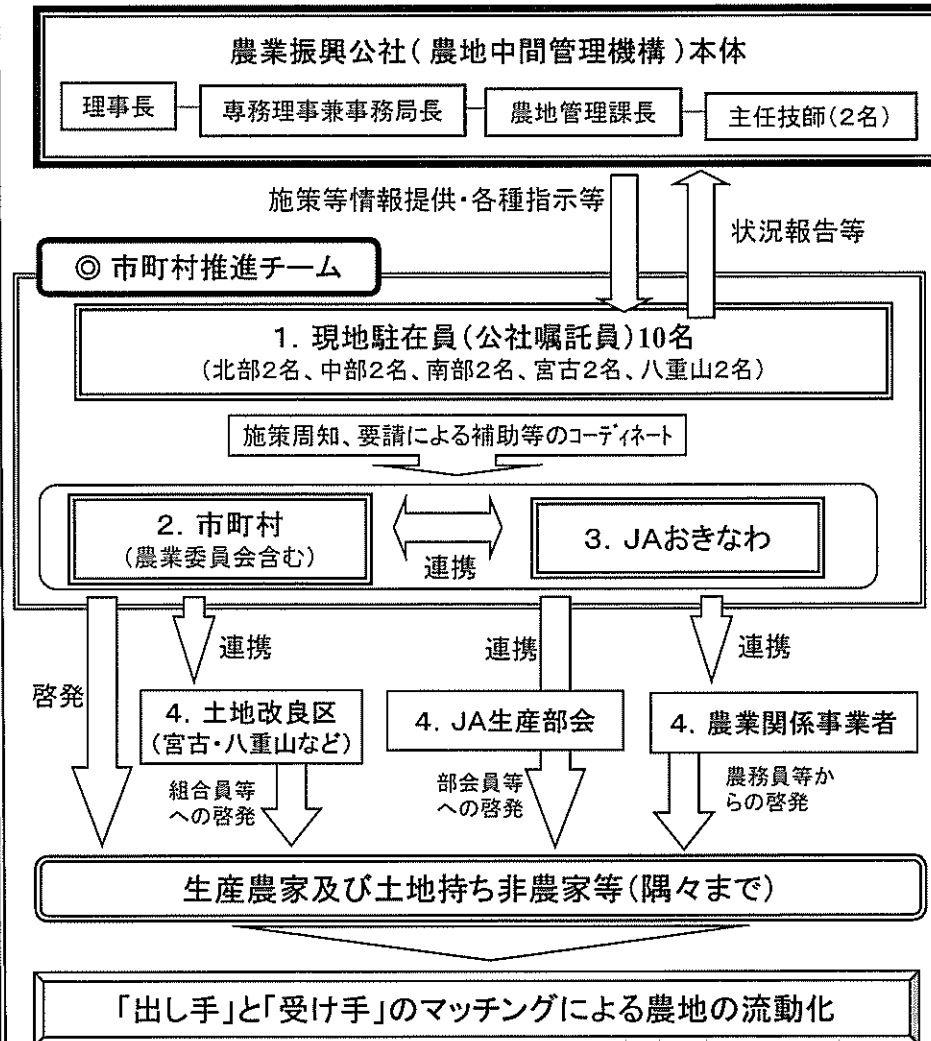 農業振興公社(農地中間管理機構)本体
理事長
専務理事兼事務局長
農地管理課長
主任技師(2名)
施策等情報提供・各種指示等
状況報告等
◎ 市町村推進チーム
1. 現地駐在員(公社嘱託員)10名
(北部2名、中部2名、南部2名、宮古2名、八重山2名)
施策周知、要請による補助等のコーディネート
2. 市町村
(農業委員会含む)
連携
3. JAおきなわ
啓発
連携
連携
連携
4. 土地改良区
(宮古・八重山など)
4. JA生産部会
4. 農業関係事業者
組合員等
への啓発
部会員等
への啓発
農務員等か
らの啓発
生産農家及び土地持ち非農家等(隅々まで)
「出し手」と「受け手」のマッチングによる農地の流動化